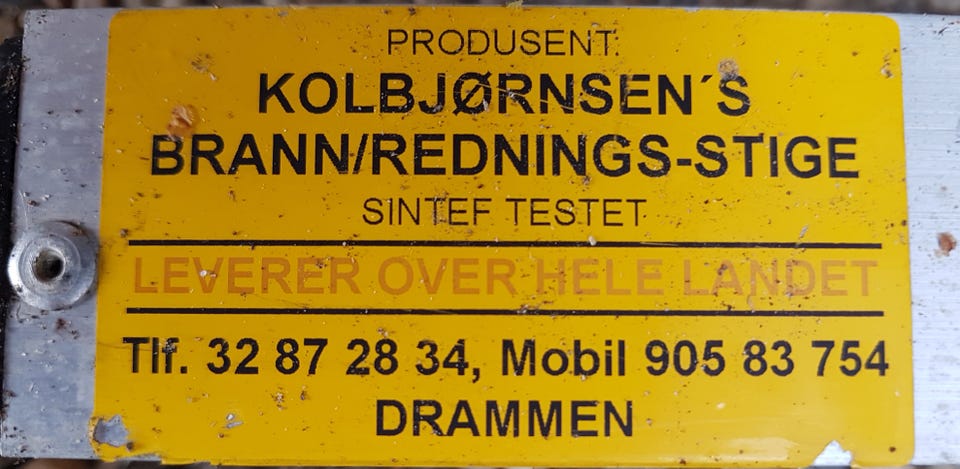 PRODUSENT:
KOLBJØRNSEN´S
BRANN/REDNINGS-STIGE
SINTEF TESTET
LEVERER OVER HELE LANDET
Tlf. 32 87 28 34, Mobil 905 83 754
DRAMMEN